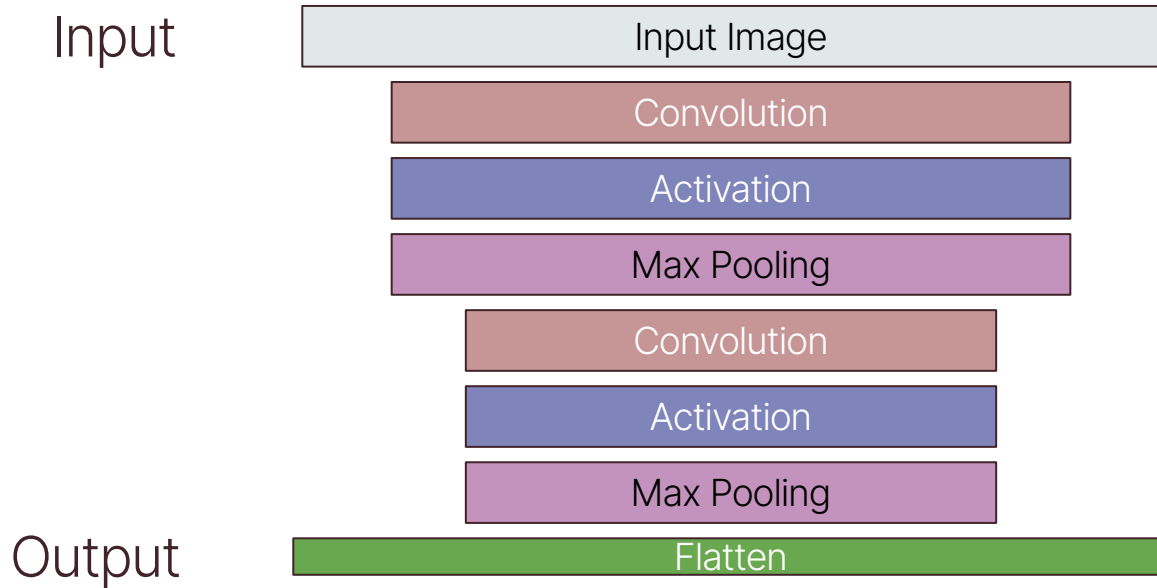 Input
Input Image
Convolution
Activation
Max Pooling
Convolution
Activation
Max Pooling
Output
Flatten